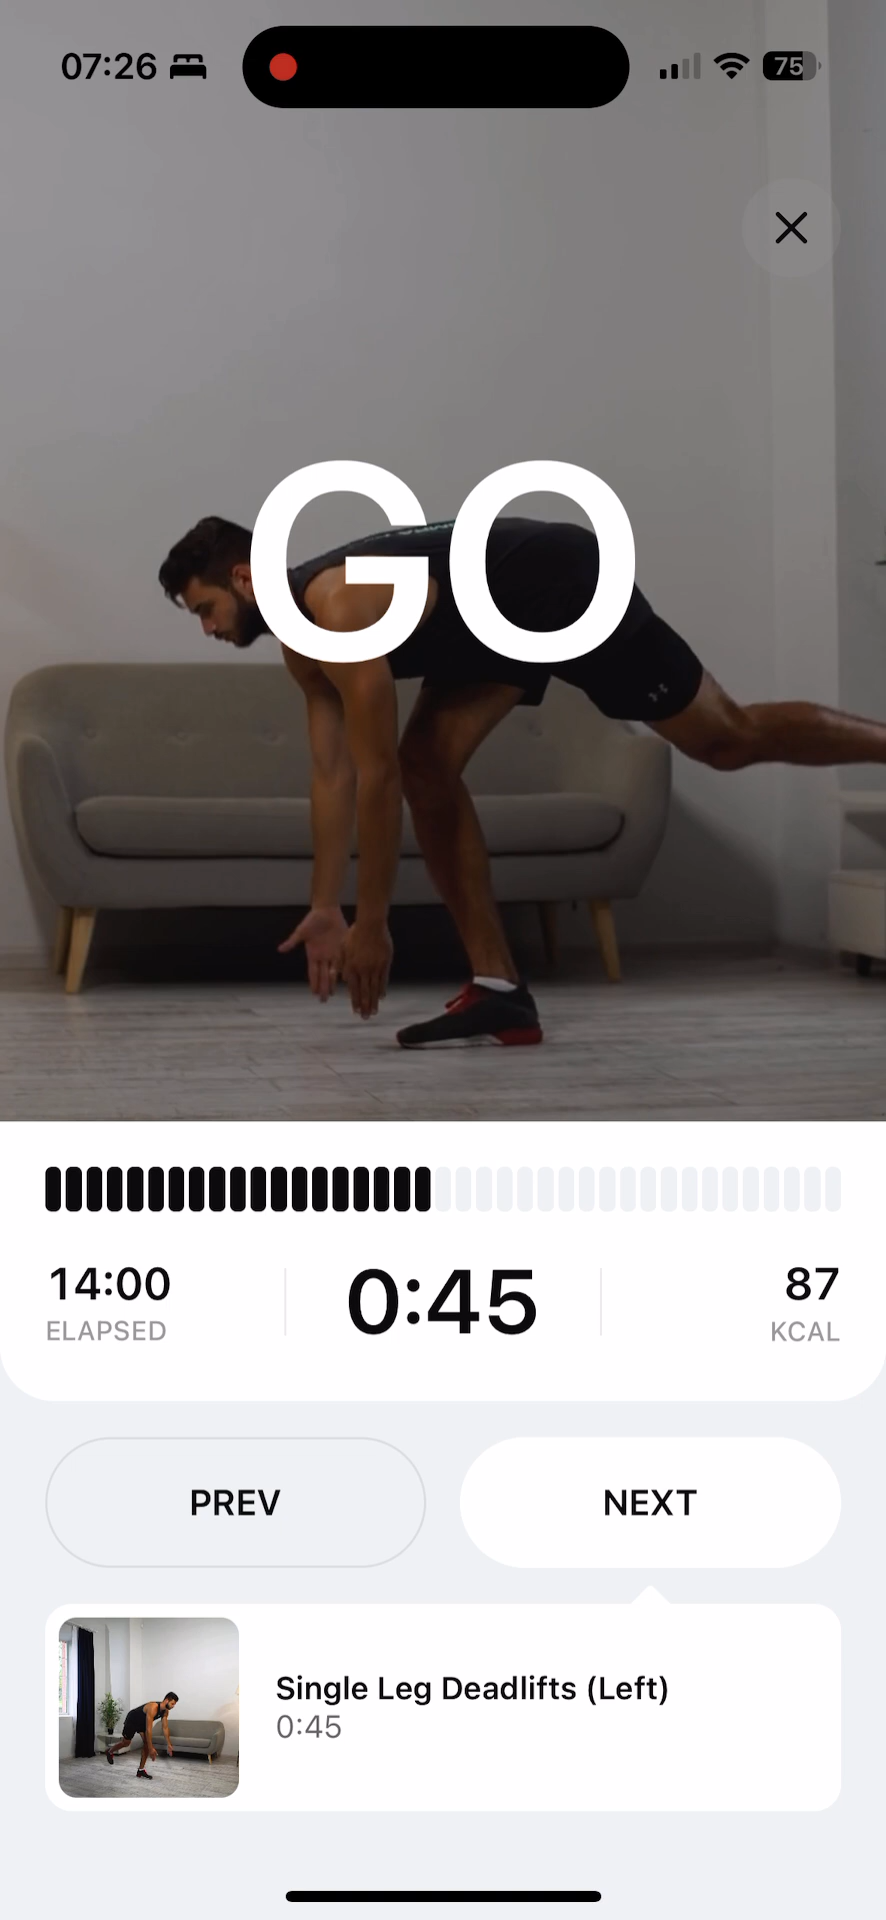 07:26
75
GO
14:00
ELAPSED
0:45
87
KCAL
PREV
NEXT
Single Leg Deadlifts (Left)
0:45